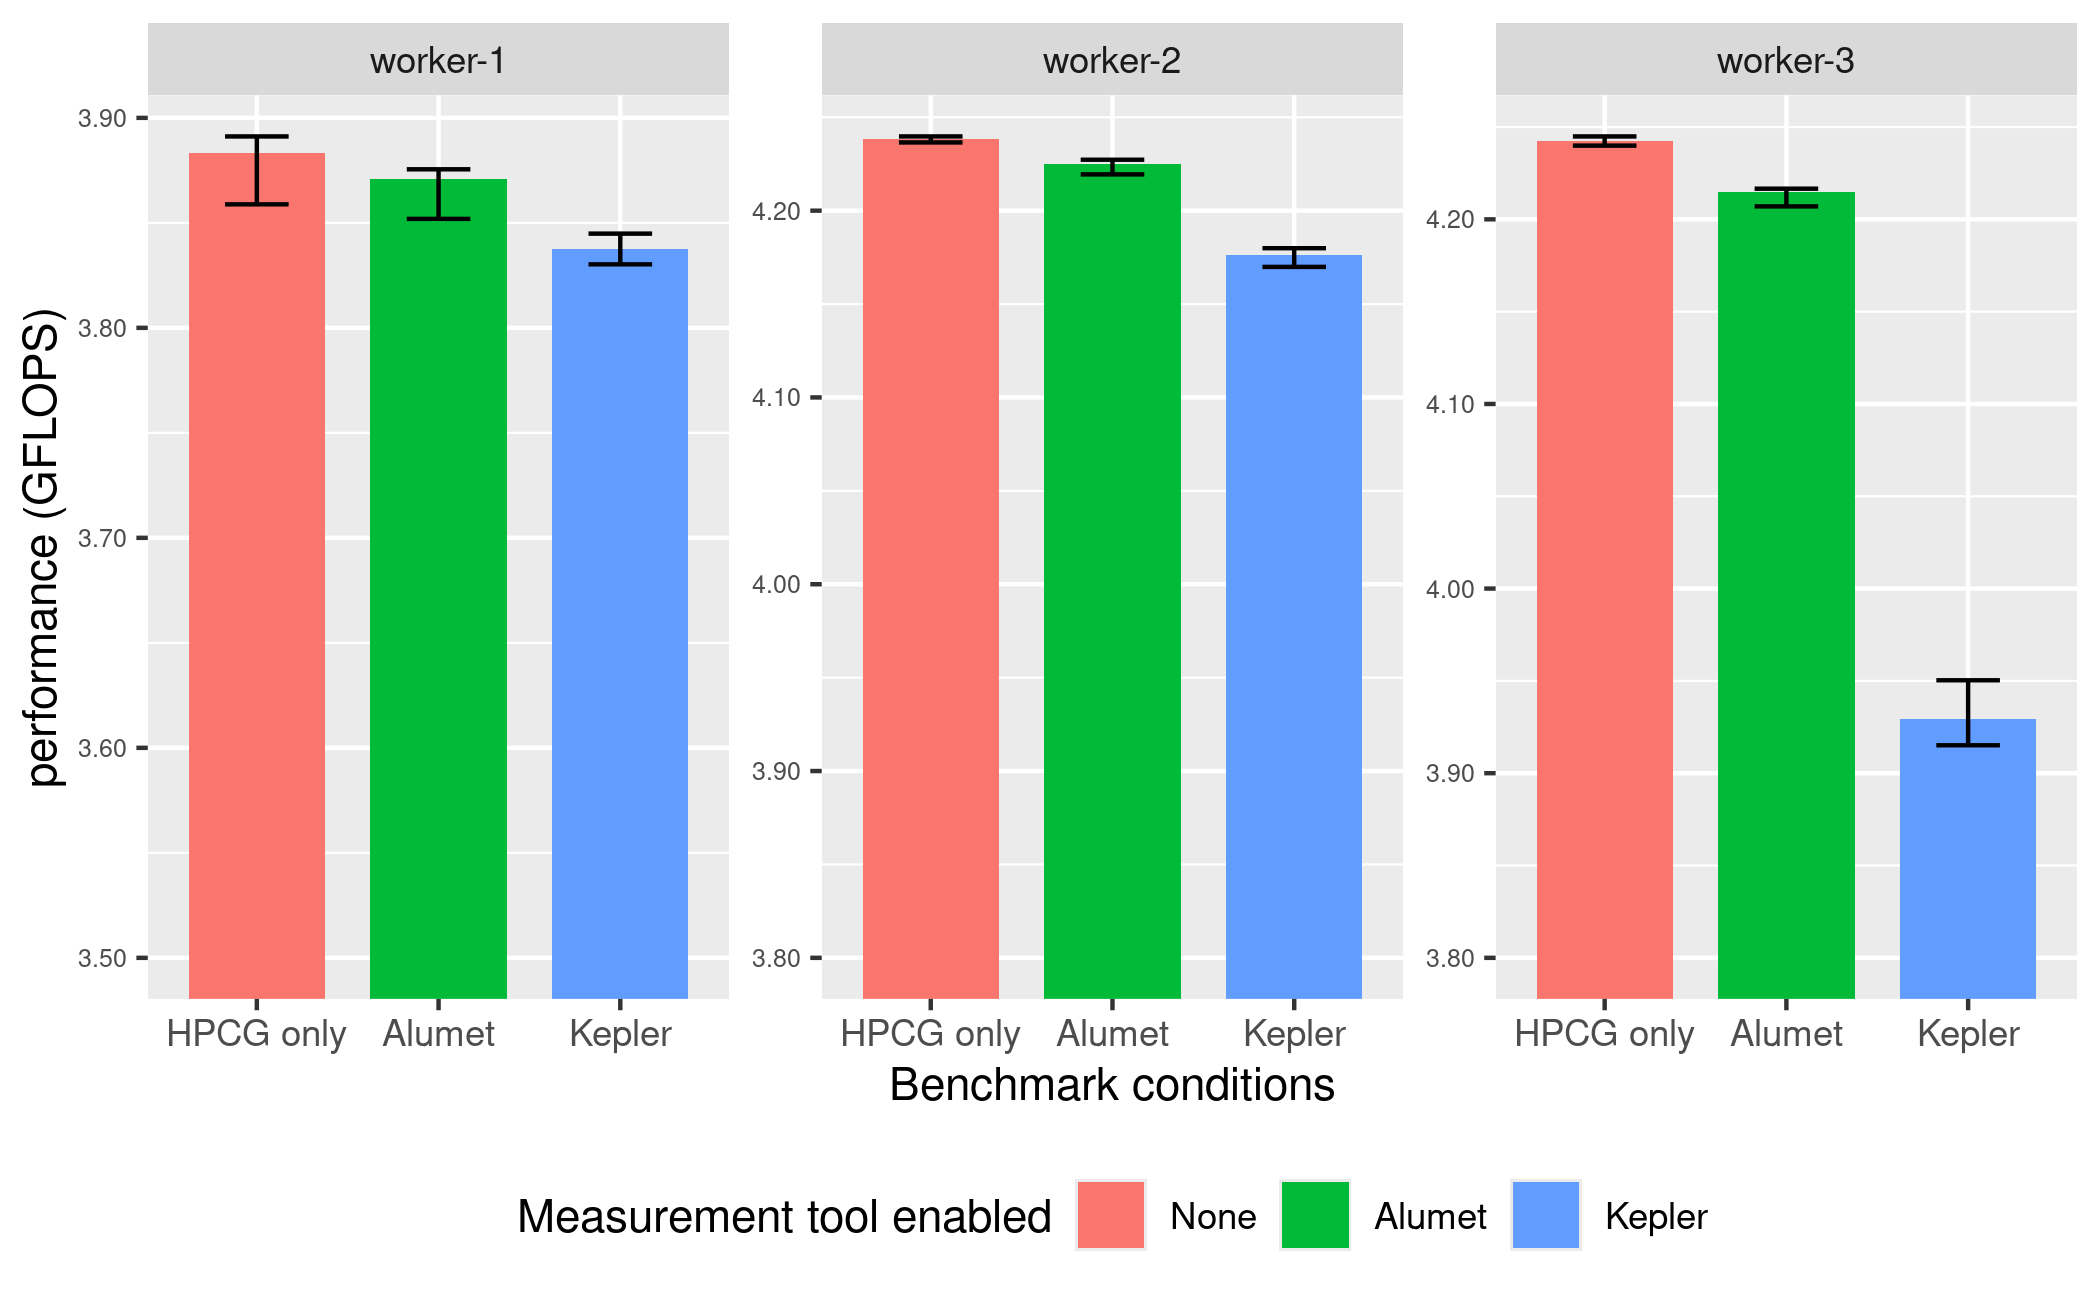 worker-1
worker-2
worker-3
performance (GFLOPS)
3.90
3.80
3.70
3.60
3.50
4.20
4.10
4.00
3.90
3.80
4.20
4.10
4.00
3.90
3.80
HPCG only
Alumet
Kepler
HPCG only
Alumet
Kepler
HPCG only
Alumet
Kepler
Benchmark conditions
Measurement tool enabled
None
Alumet
Kepler